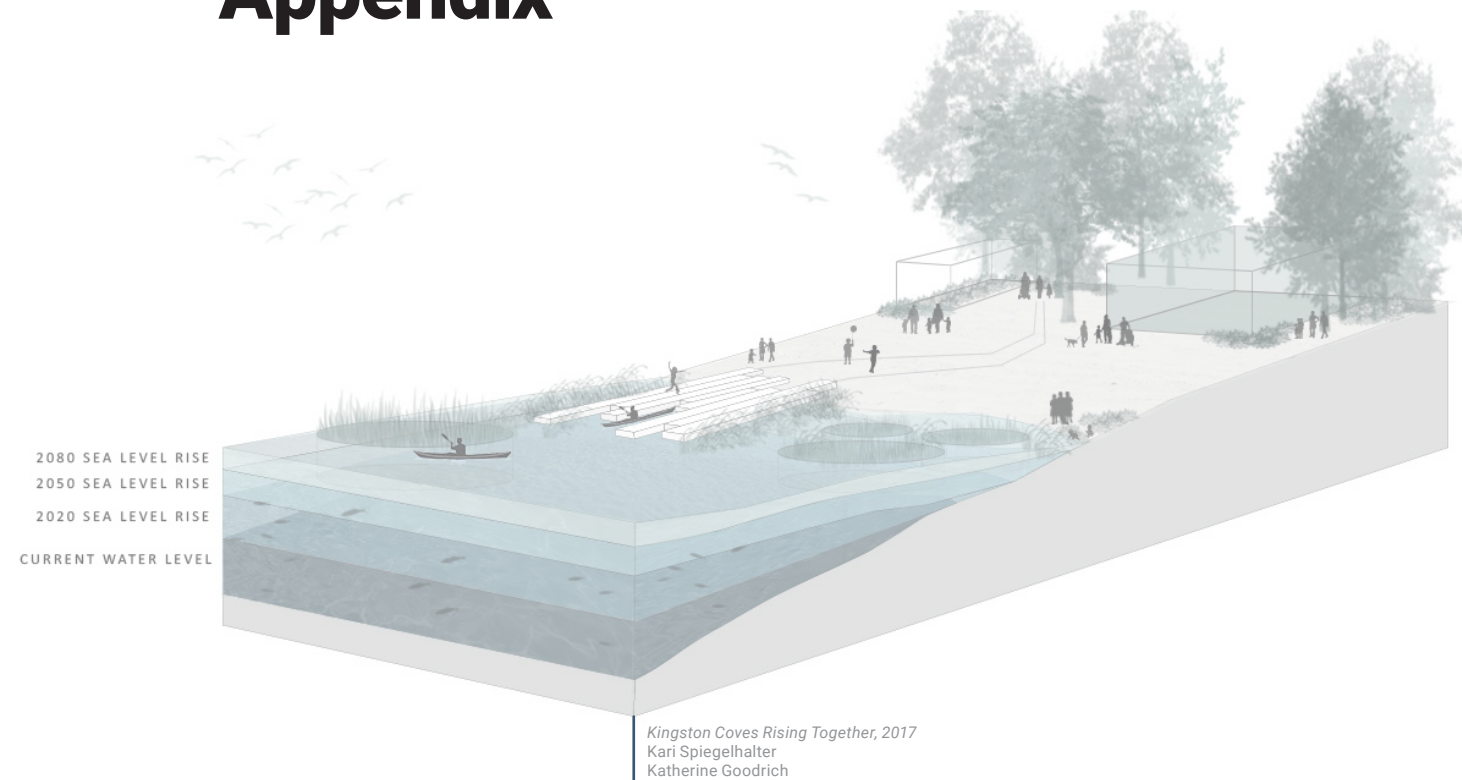 Appendix
2080 SEA LEVEL RISE
2050 SEA LEVEL RISE
2020 SEA LEVEL RISE
CURRENT WATER LEVEL
Kingston Coves Rising Together, 2017
Kari Spiegelhalter
Katherine Goodrich